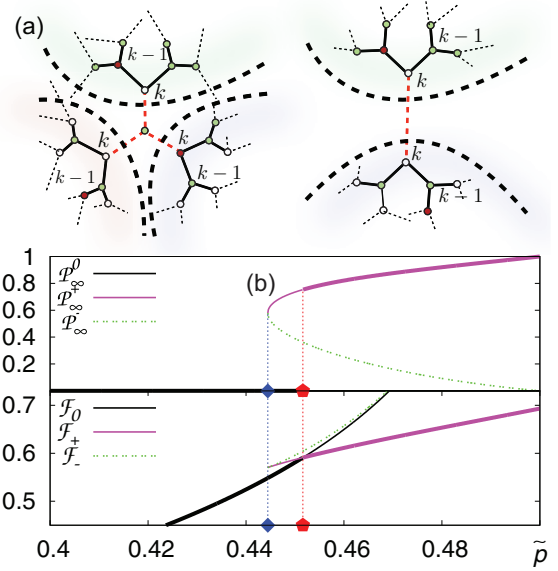 (a)
k−1
k
k
k−1
k
k−1
k−1
k
k
k−1
(b)
1
0.8
0.6
0.4
0.2
𝒫∞⁰
𝒫∞⁺
𝒫∞⁻
0.7
0.6
0.5
ℱ₀
ℱ₊
ℱ₋
0.4 0.42 0.44 0.46 0.48 p̃